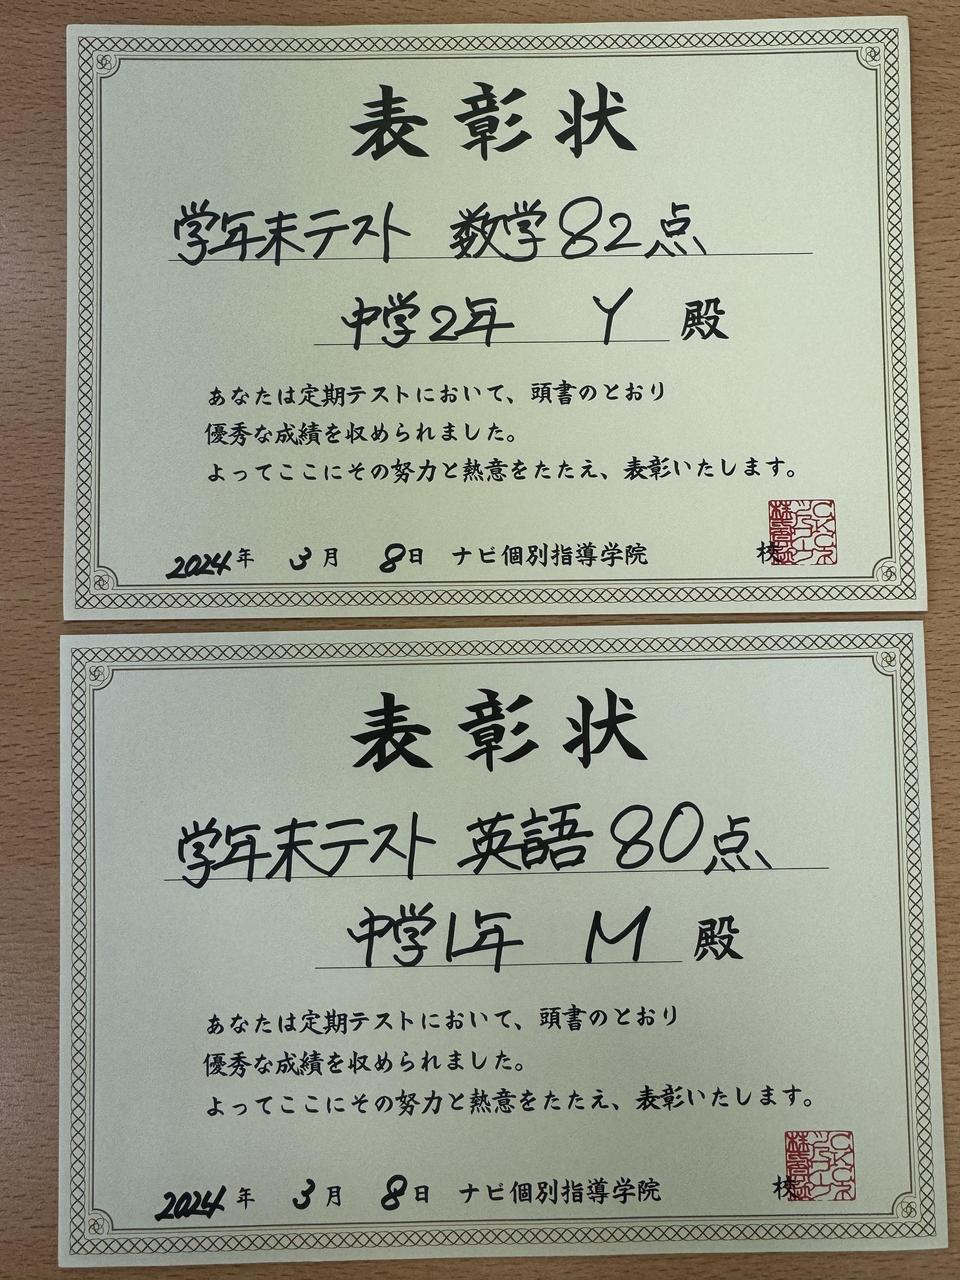 表彰状
学年末テスト 数学82点
中学2年 Y 殿
あなたは定期テストにおいて、頭書のとおり
優秀な成績を収められました。
よってここにその努力と熱意をたたえ、表彰いたします。
2024年 3月 8日 ナビ個別指導学院 校
表彰状
学年末テスト 英語80点
中学1年 M 殿
あなたは定期テストにおいて、頭書のとおり
優秀な成績を収められました。
よってここにその努力と熱意をたたえ、表彰いたします。
2024年 3月 8日 ナビ個別指導学院 校